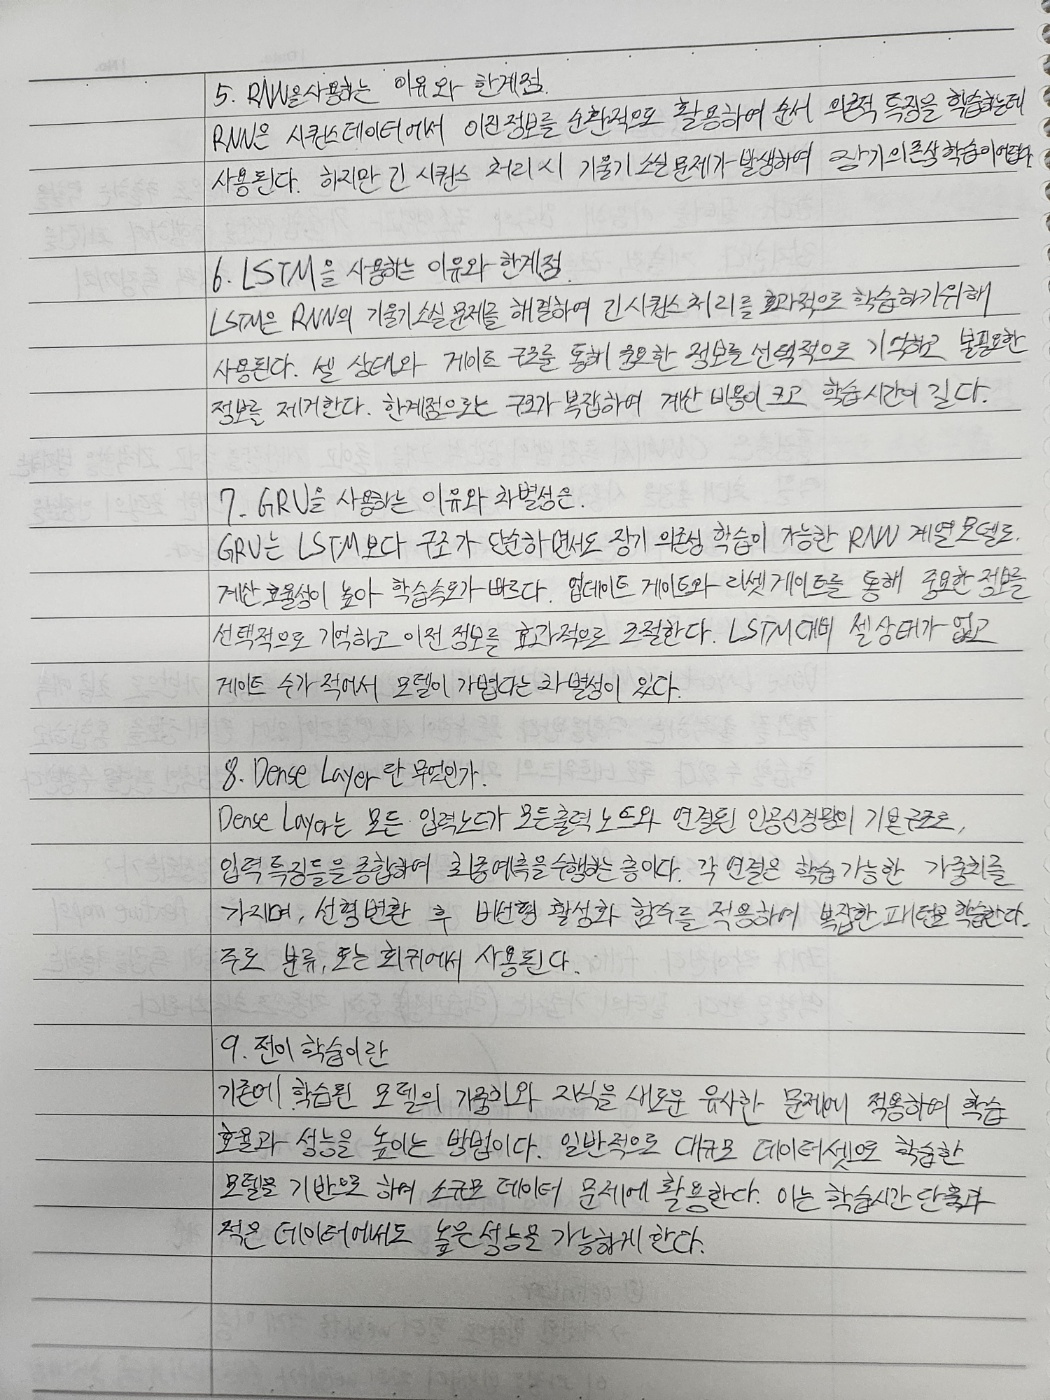 5. RNN을 사용하는 이유와 한계점.
RNN은 시퀀스데이터에서 이전정보를 순환적으로 활용하여 순서 의존적 특징을 학습하는데
사용된다. 하지만 긴 시퀀스 처리시 기울기소실문제가 발생하여 장기의존성학습이어렵다
6. LSTM을 사용하는 이유와 한계점.
LSTM은 RNN의 기울기소실문제를 해결하여 긴시퀀스처리를 효과적으로 학습하기위해
사용된다. 셀 상태와 게이트 구조를 통해 중요한 정보를선택적으로 기억하고 불필요한
정보를 제거한다. 한계점으로는 구조가 복잡하여 계산 비용이 크고 학습시간이 길다.
7. GRU을 사용하는 이유와 차별성은.
GRU는 LSTM보다 구조가 단순하면서도 장기 의존성 학습이 가능한 RNN 계열모델로,
계산효율성이 높아 학습속도가 빠르다. 업데이트 게이트와 리셋게이트를 통해 중요한정보를
선택적으로 기억하고 이전 정보를 효과적으로 조절한다. LSTM대비 셀상태가 없고
게이트 수가 적어서 모델이 가볍다는 차별성이 있다.
8. Dense Layer란 무엇인가.
Dense Layer는 모든 입력노드가 모든출력노드와 연결된 인공신경망의 기본구조로,
입력특징들을종합하여 최종예측을수행하는 층이다. 각 연결은 학습가능한 가중치를
가지며, 선형변환 후 비선형 활성화 함수를 적용하여 복잡한 패턴을 학습한다.
주로 분류, 또는 회귀에서 사용된다.
9. 전이 학습이란
기존에 학습된 모델의 가중치와 지식을 새로운 유사한 문제에 적용하여 학습
효율과 성능을 높이는 방법이다. 일반적으로 대규모 데이터셋으로 학습한
모델을 기반으로 하여 소규모 데이터 문제에 활용한다. 이는 학습시간 단축과
적은 데이터에서도 높은성능을 가능하게 한다.